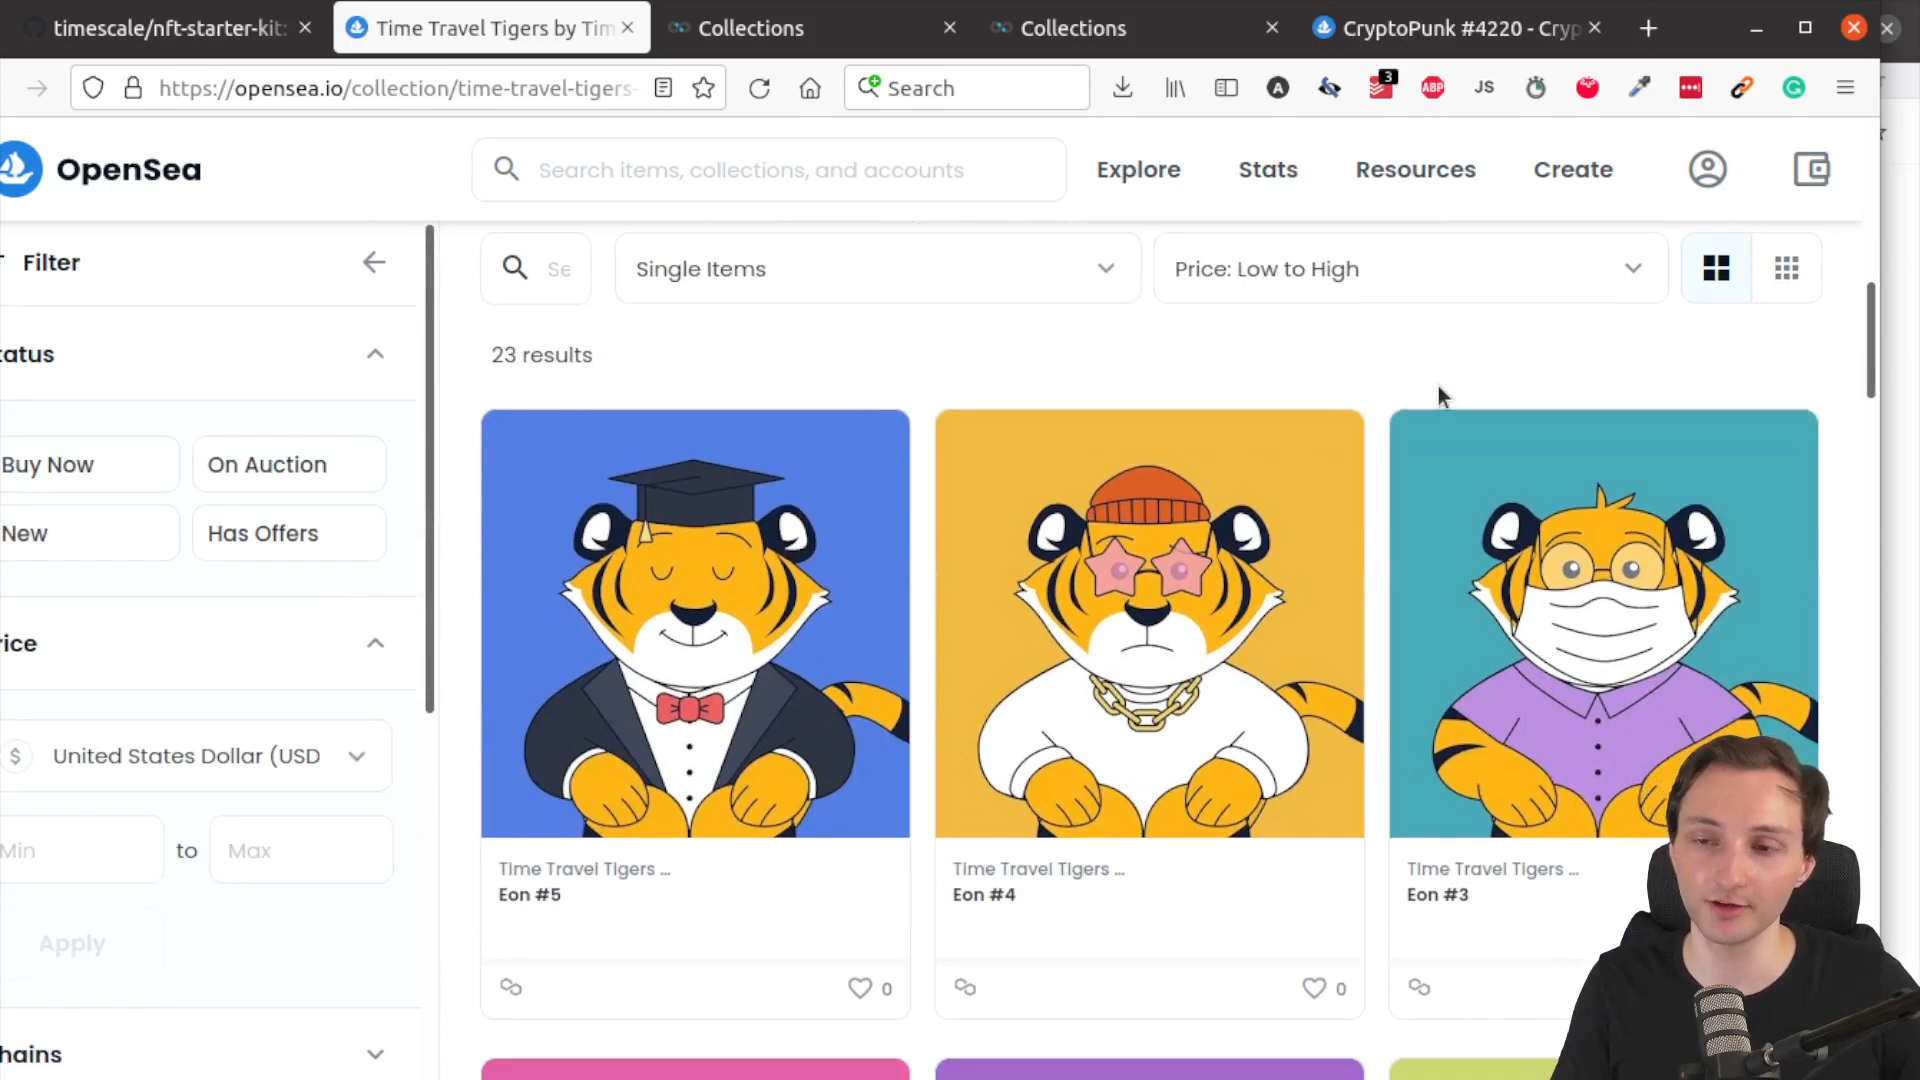 timescale/nft-starter-kit:
Time Travel Tigers by Tim
Collections
Collections
CryptoPunk #4220 - Cryp
https://opensea.io/collection/time-travel-tigers-
Search
A
3
ABP
JS
OpenSea
Search items, collections, and accounts
Explore
Stats
Resources
Create
Filter
Se
Single Items
Price: Low to High
tatus
23 results
Buy Now
On Auction
New
Has Offers
rice
$ United States Dollar (USD
Min
to
Max
Apply
hains
Time Travel Tigers ...
Eon #5
0
Time Travel Tigers ...
Eon #4
0
Time Travel Tigers ...
Eon #3